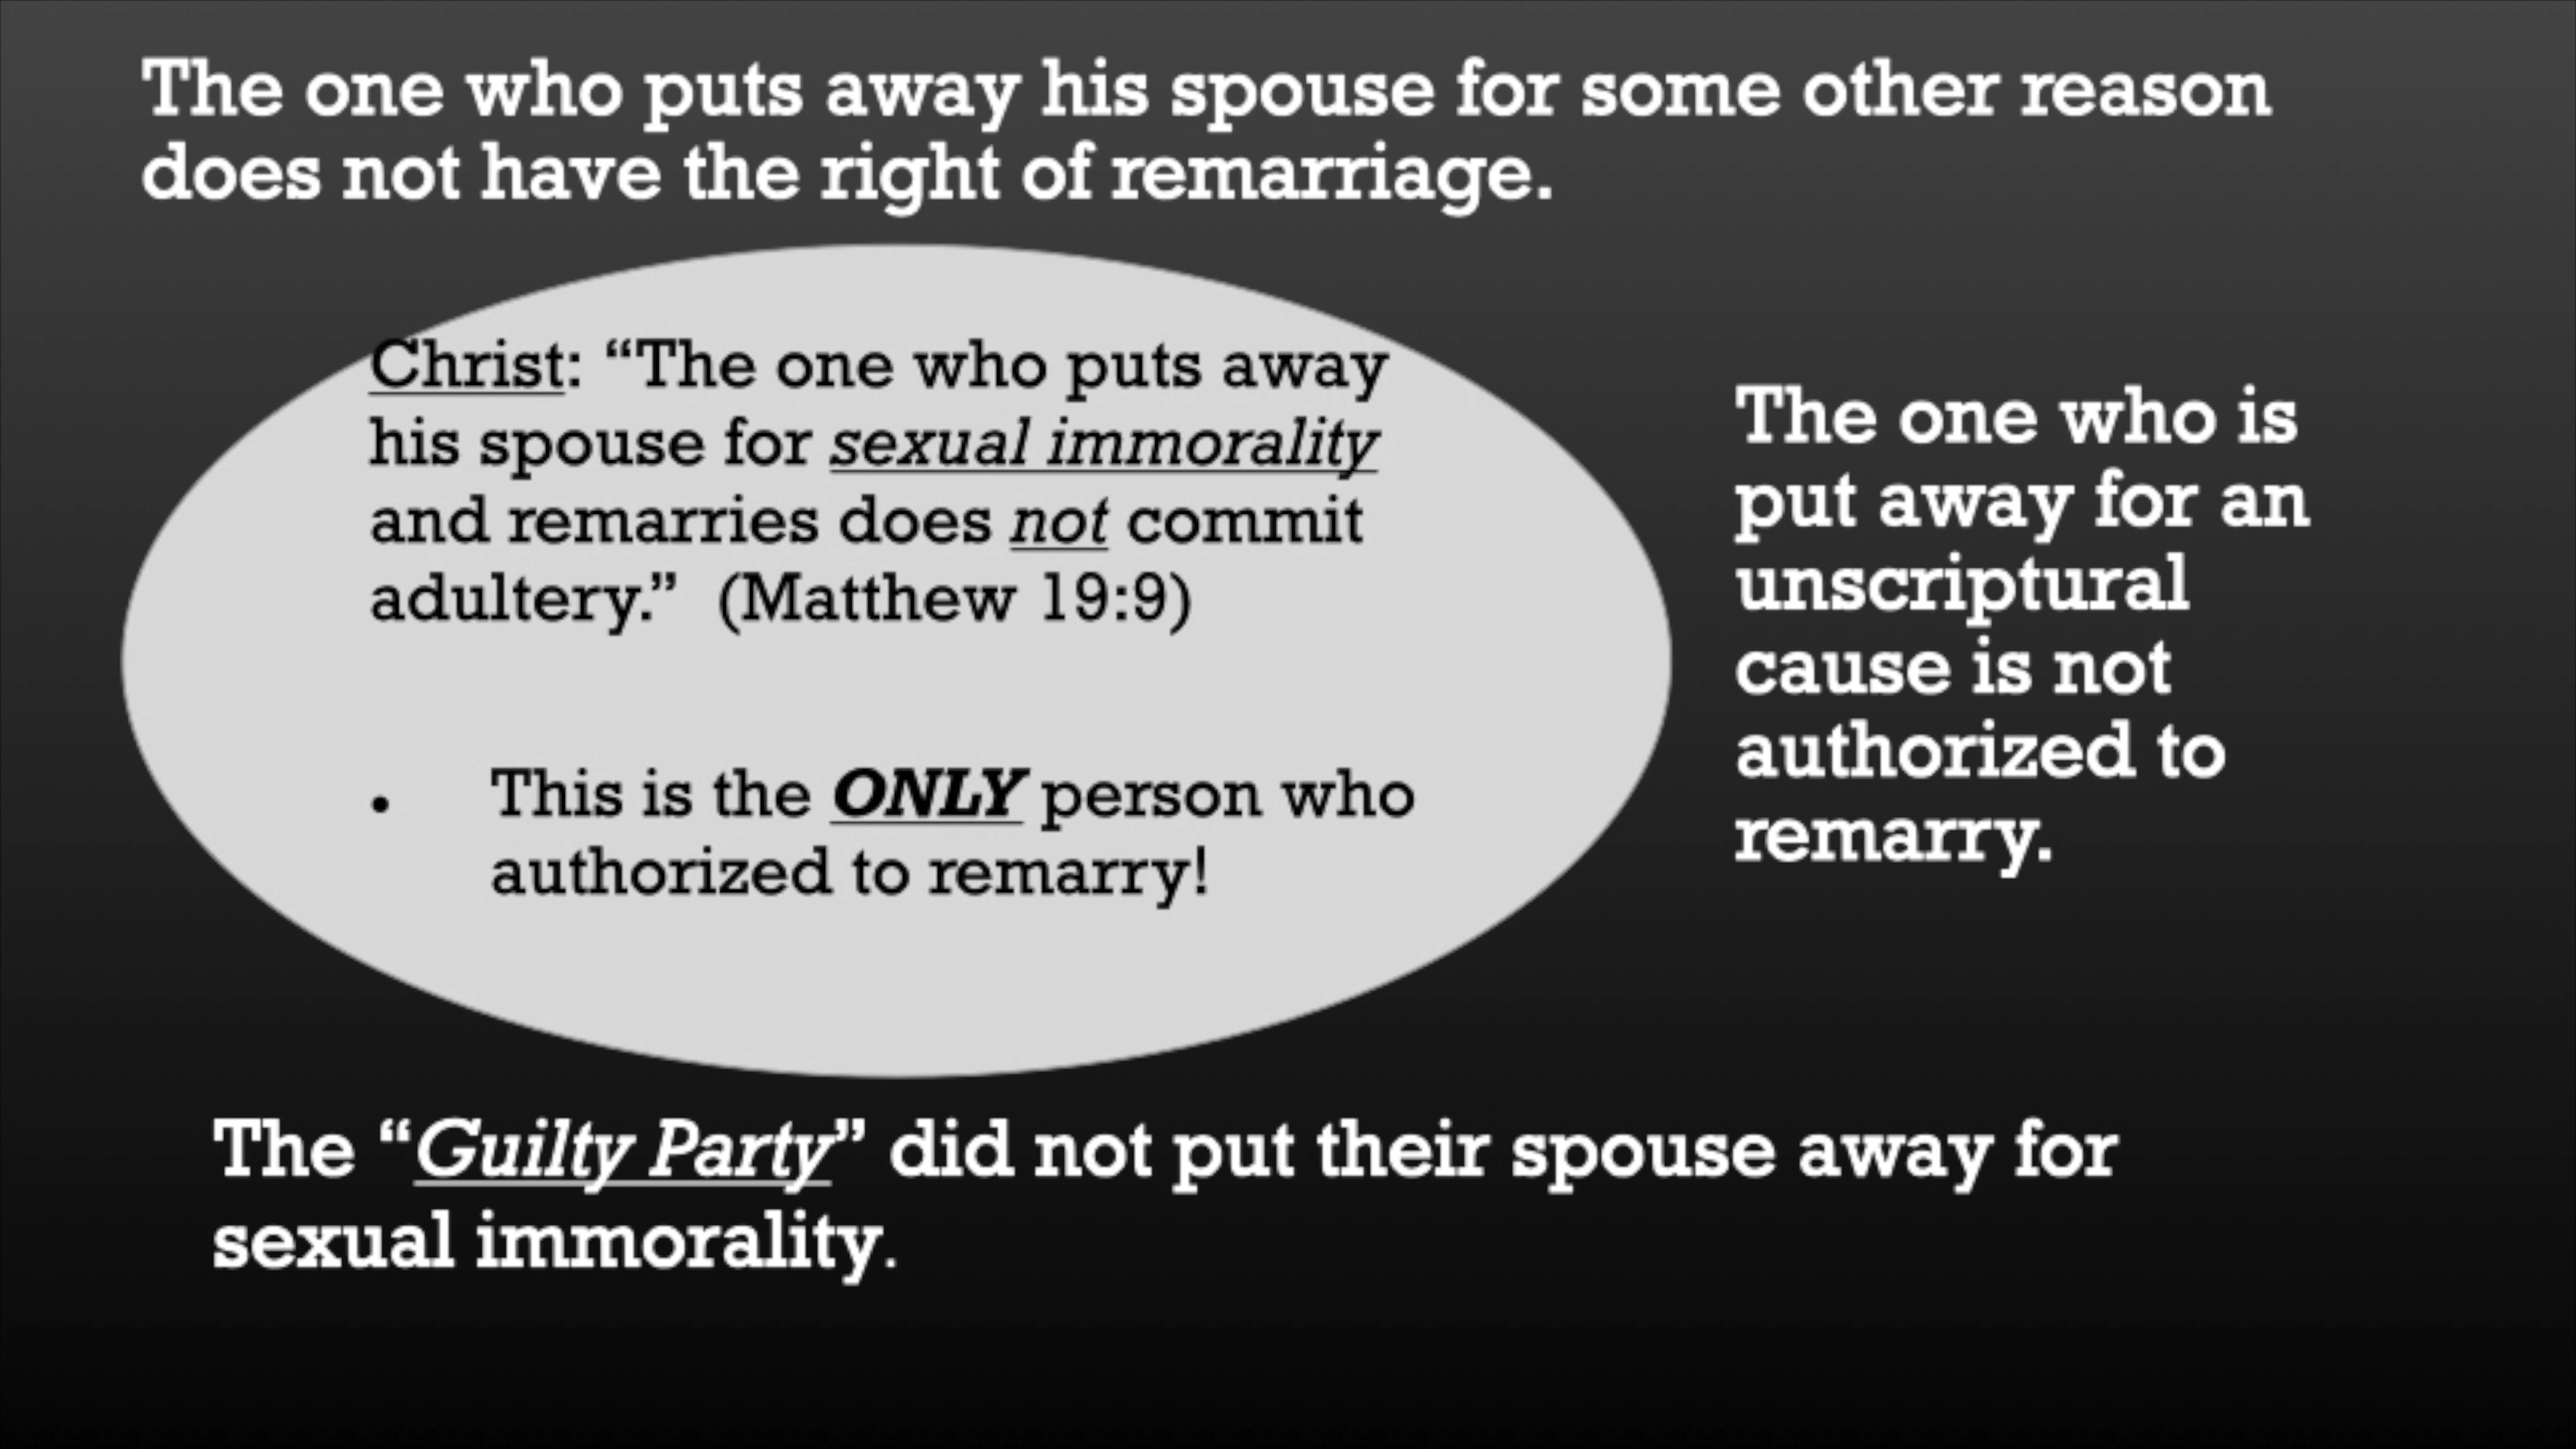 The one who puts away his spouse for some other reason
does not have the right of remarriage.
Christ: “The one who puts away
his spouse for sexual immorality
and remarries does not commit
adultery.” (Matthew 19:9)
• This is the ONLY person who
authorized to remarry!
The one who is
put away for an
unscriptural
cause is not
authorized to
remarry.
The “Guilty Party” did not put their spouse away for
sexual immorality.